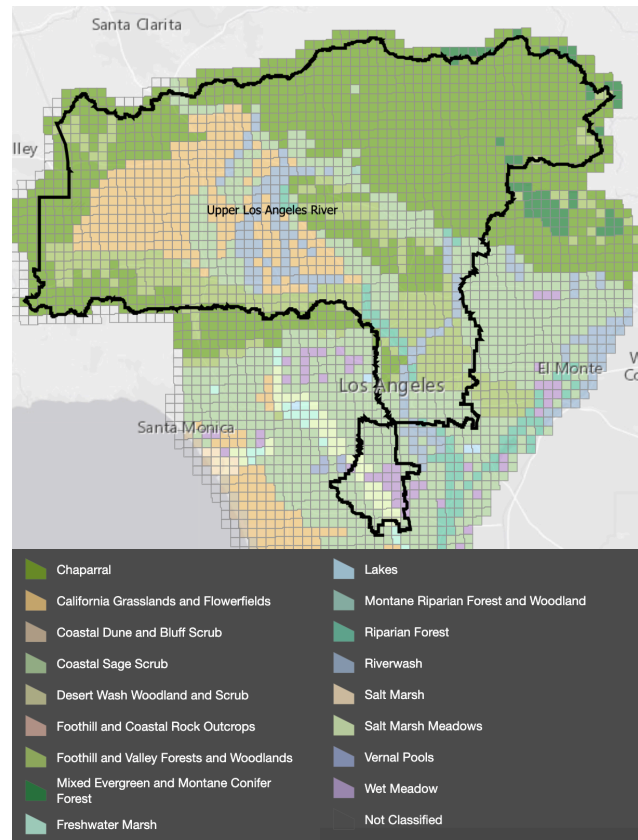 Santa Clarita
lley
Upper Los Angeles River
W
El Monte
Co
Los Angeles
Santa Monica
Chaparral
California Grasslands and Flowerfields
Coastal Dune and Bluff Scrub
Coastal Sage Scrub
Desert Wash Woodland and Scrub
Foothill and Coastal Rock Outcrops
Foothill and Valley Forests and Woodlands
Mixed Evergreen and Montane Conifer
Forest
Freshwater Marsh
Lakes
Montane Riparian Forest and Woodland
Riparian Forest
Riverwash
Salt Marsh
Salt Marsh Meadows
Vernal Pools
Wet Meadow
Not Classified